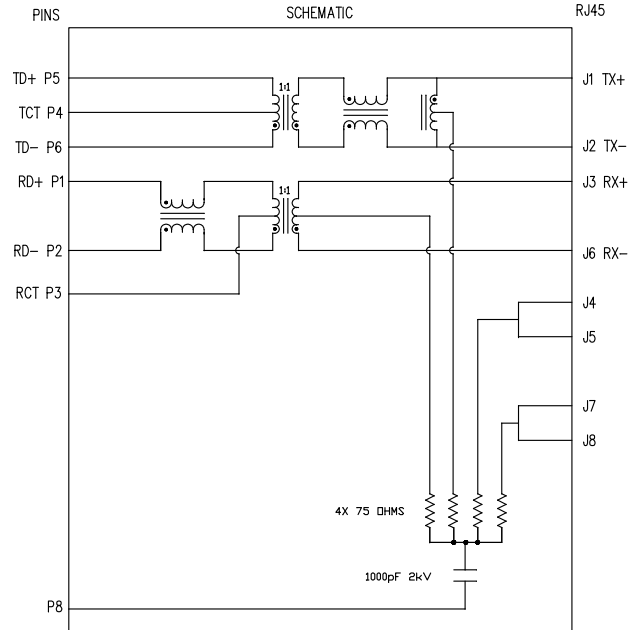 PINS SCHEMATIC RJ45
TD+ P5 1:1 J1 TX+
TCT P4
TD- P6 J2 TX-
RD+ P1 1:1 J3 RX+
RD- P2 J6 RX-
RCT P3 J4
J5
J7
J8
4X 75 OHMS
1000pF 2kV
P8